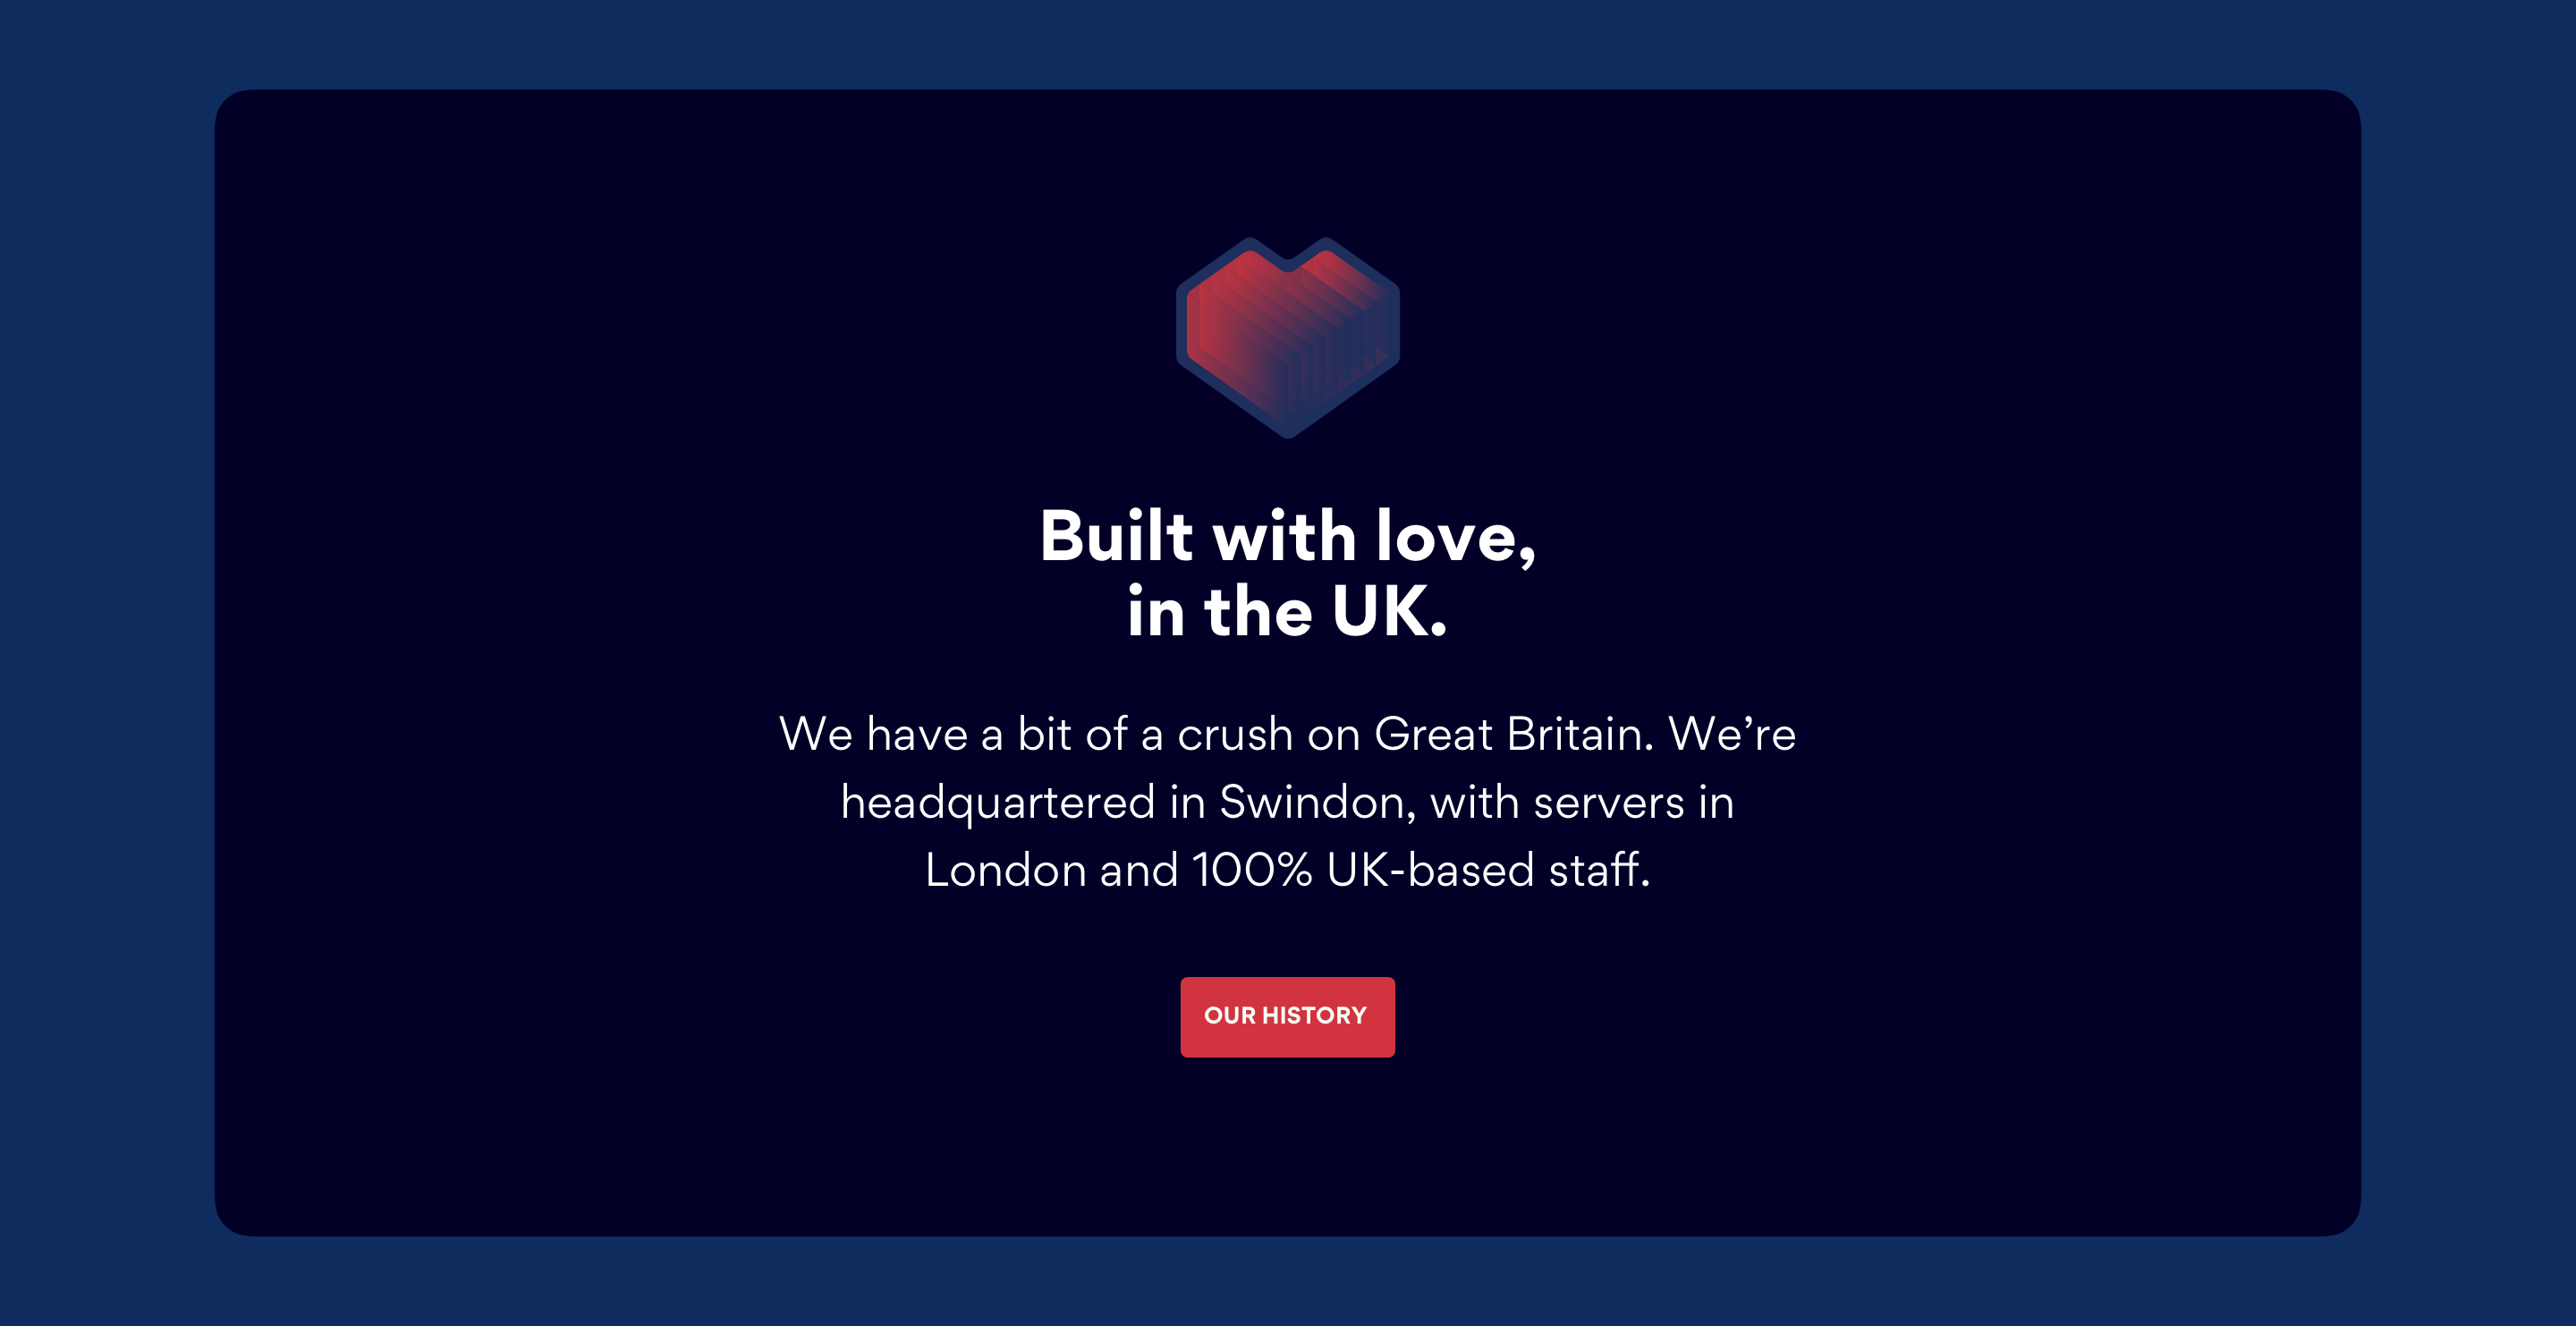 Built with love,
in the UK.
We have a bit of a crush on Great Britain. We’re
headquartered in Swindon, with servers in
London and 100% UK-based staff.
OUR HISTORY